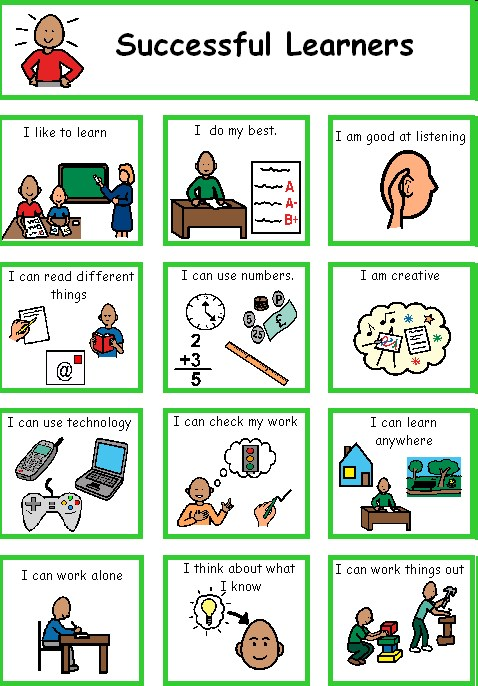 Successful Learners
I like to learn
I do my best.
A
A-
B+
I am good at listening
I can read different
things
@
I can use numbers.
P
5
£
25
2
+3
5
I am creative
I can use technology
I can check my work
I can learn
anywhere
I can work alone
I think about what
I know
I can work things out